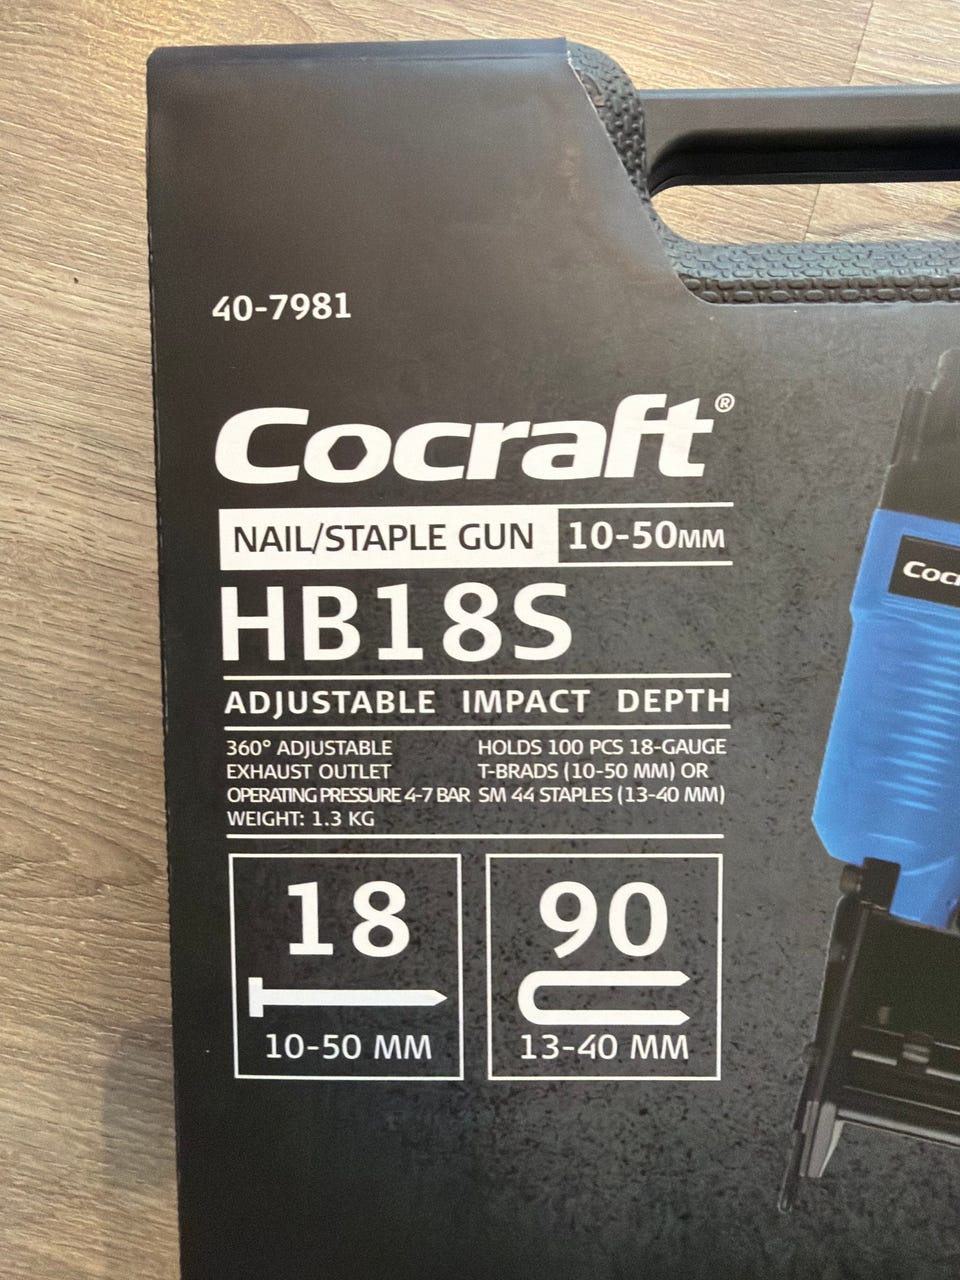 40-7981
Cocraft®
NAIL/STAPLE GUN 10-50MM
HB18S
ADJUSTABLE IMPACT DEPTH
360° ADJUSTABLE
EXHAUST OUTLET
OPERATING PRESSURE 4-7 BAR
WEIGHT: 1.3 KG
HOLDS 100 PCS 18-GAUGE
T-BRADS (10-50 MM) OR
SM 44 STAPLES (13-40 MM)
18
10-50 MM
90
13-40 MM